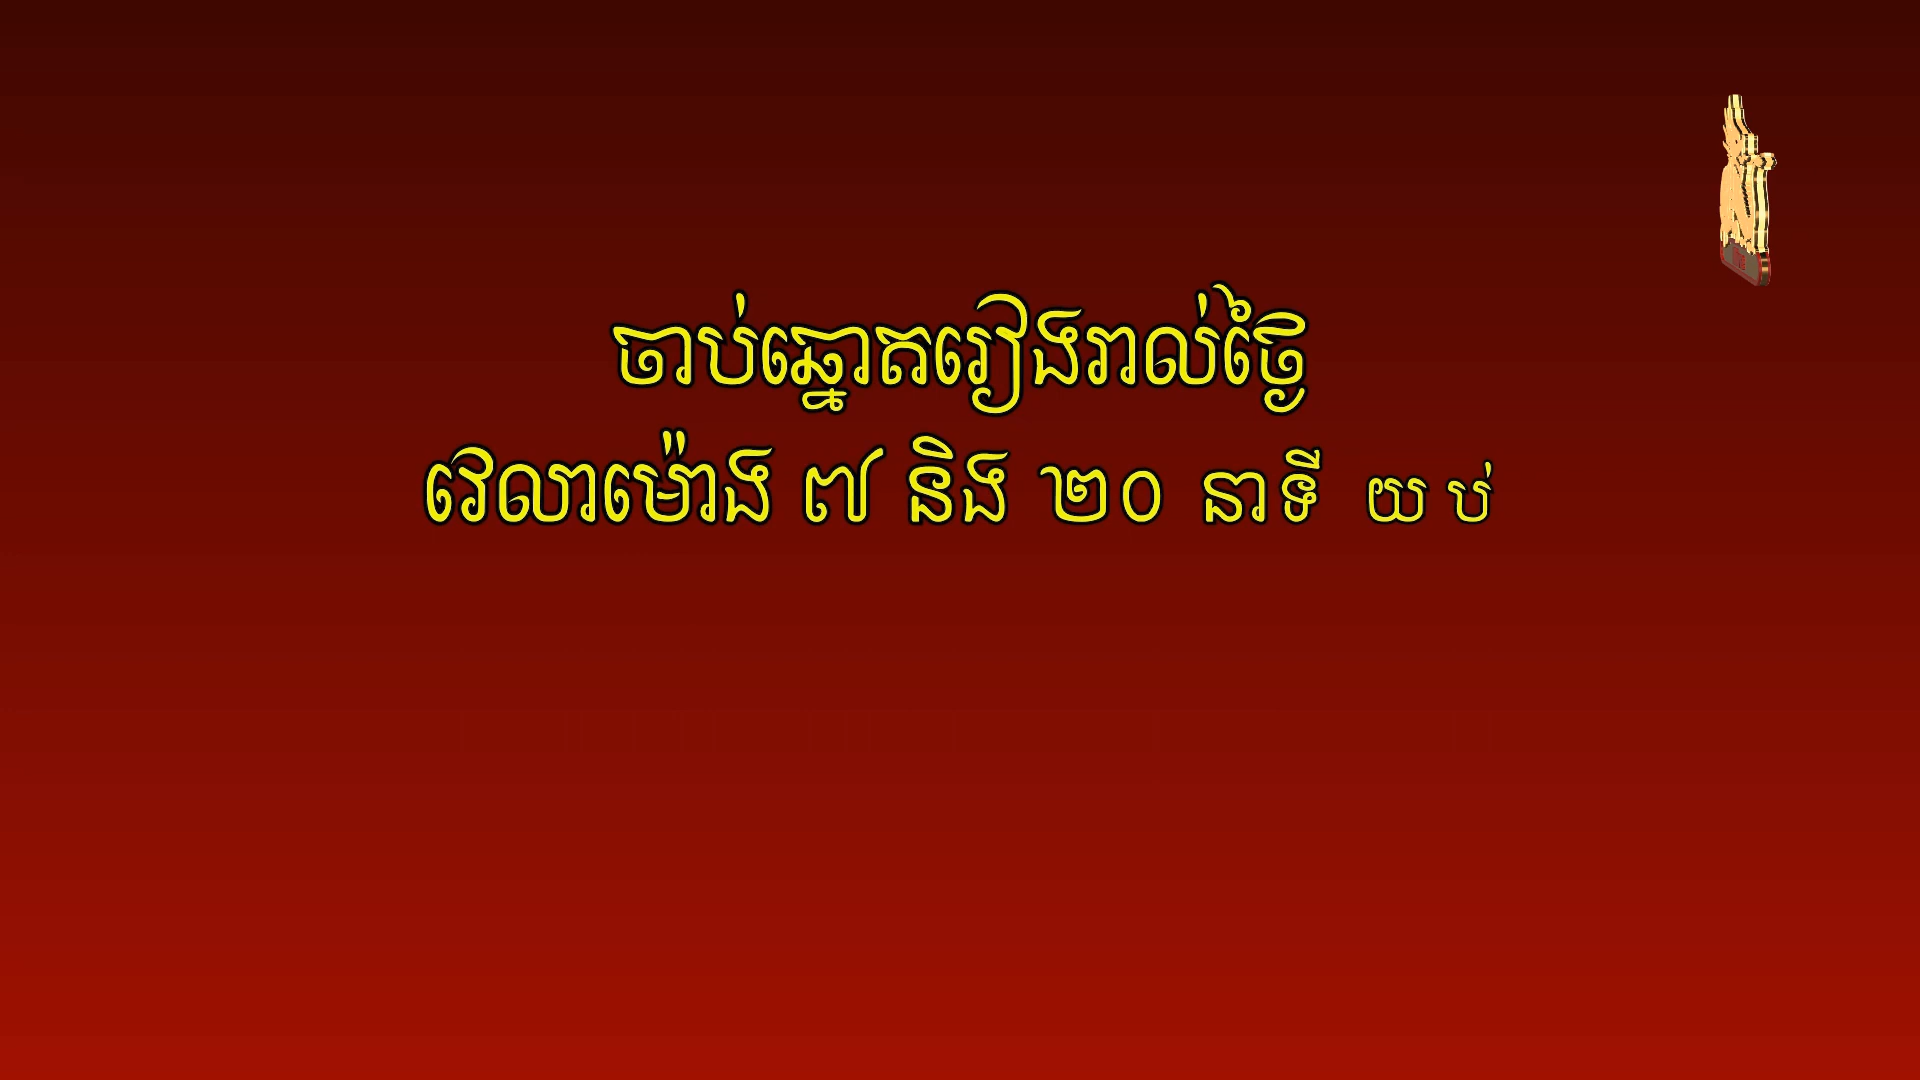 ចាប់ឆ្នោតរៀងរាល់ថ្ងៃ
វេលាម៉ោង ៧ និង ២០ នាទី យប់